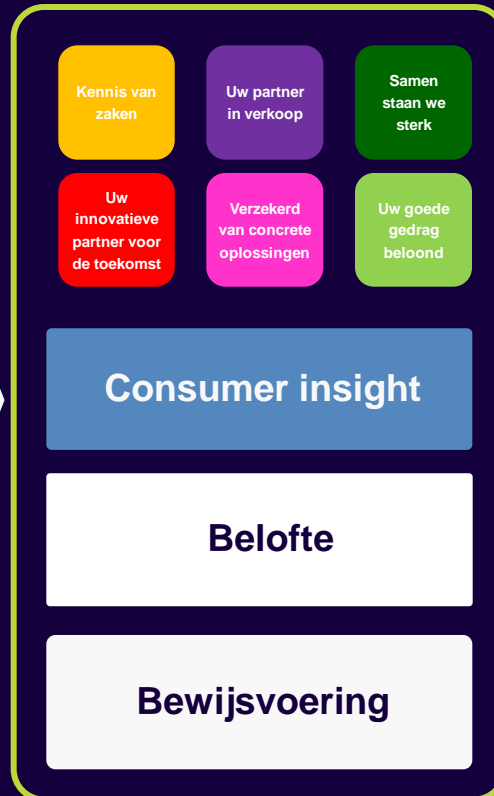 Kennis van
zaken
Uw partner
in verkoop
Samen
staan we
sterk
Uw
innovatieve
partner voor
de toekomst
Verzekerd
van concrete
oplossingen
Uw goede
gedrag
beloond
Consumer insight
Belofte
Bewijsvoering